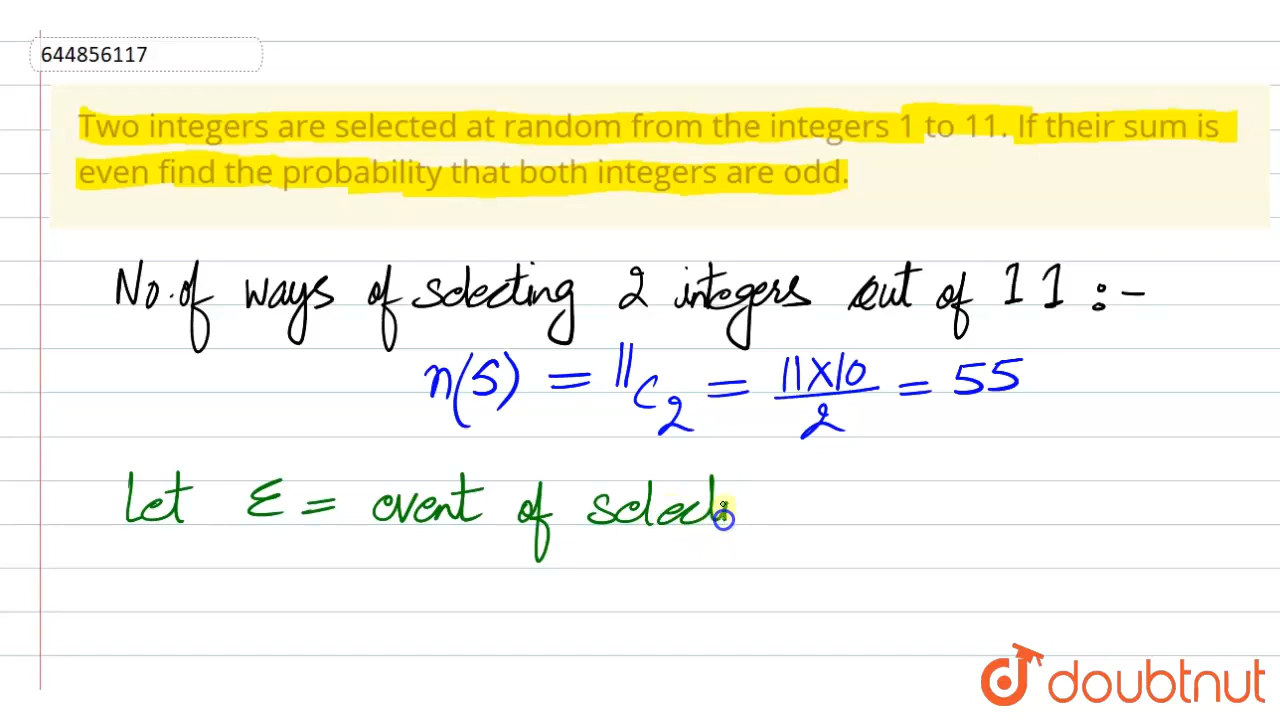 644856117
Two integers are selected at random from the integers 1 to 11. If their sum is
even find the probability that both integers are odd.
No. of ways of selecting 2 integers out of 11 :-
n(S) = ¹¹C₂ = 11×10/2 = 55
Let E = event of selecti
doubtnut